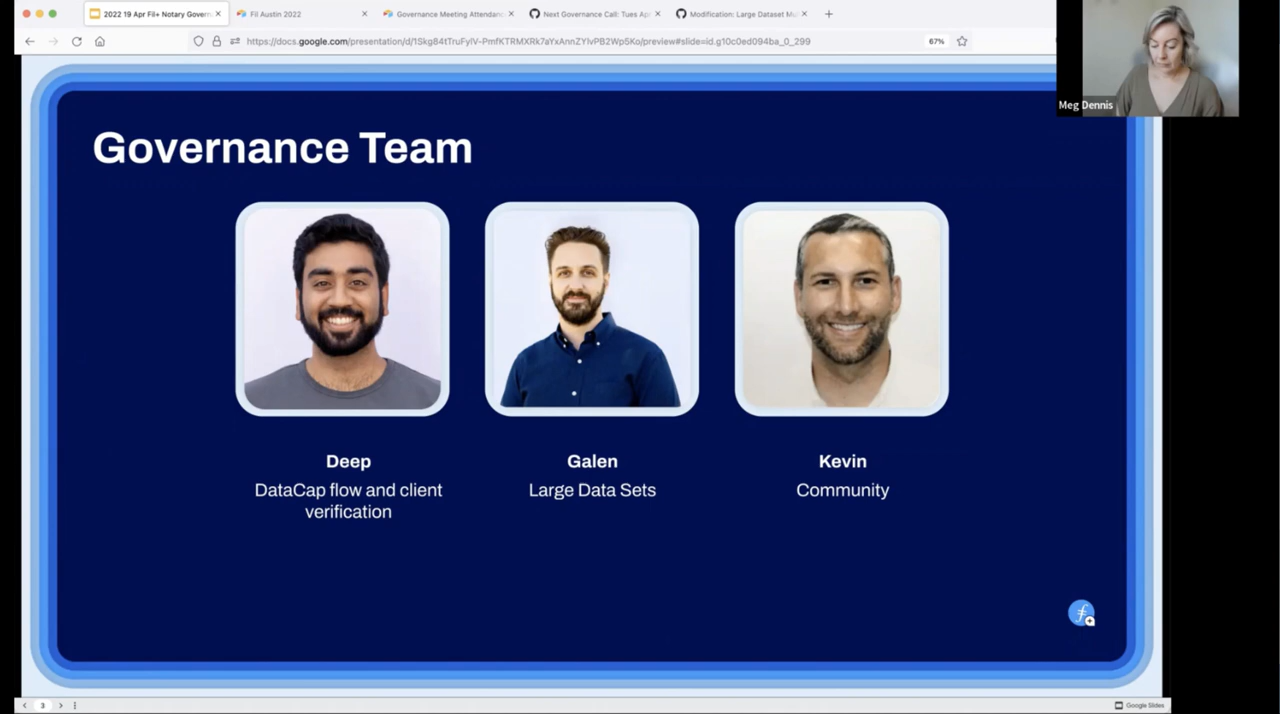 2022 19 Apr Fil+ Notary Govern
Fil Austin 2022
Governance Meeting Attendanc
Next Governance Call: Tues Apr
Modification: Large Dataset
https://docs.google.com/presentation/d/1Skg84tTruFylV-PmfKTRMXRk7aYxAnnZYlvPB2Wp5Ko/preview#slide=id.g10c0ed094ba_0_299
67%
Meg Dennis
Governance Team
Deep
DataCap flow and client
verification
Galen
Large Data Sets
Kevin
Community
3
Google Slides